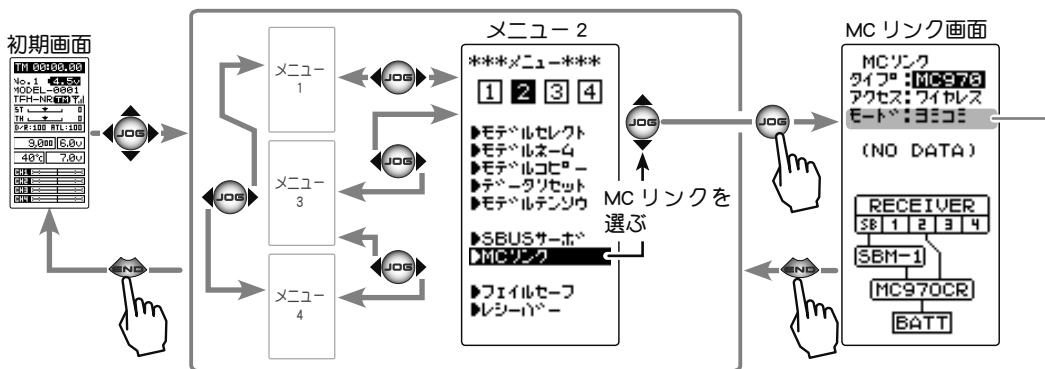 初期画面
TM 00:00.00
No.1 4.5v
MODEL-0001
TFH-NR TM
ST 0
TH 0
D/R:100 ATL:100
9,000 6.0v
40℃ 7.0v
CH1
CH2
CH3
CH4
JOG
END
メニュー
1
メニュー
3
メニュー
4
JOG
JOG
JOG
JOG
メニュー 2
***メニュー***
1 2 3 4
▶モデルセレクト
▶モデルネーム
▶モデルコピー
▶データリセット
▶モデルテンソウ
▶SBUSサーボ
▶MCリンク
▶フェイルセーフ
▶レシーバー
JOG
MC リンクを
選ぶ
JOG
END
MC リンク画面
MCリンク
タイプ:MC970
アクセス:ワイヤレス
モード:ヨミコミ
(NO DATA)
RECEIVER
SB 1 2 3 4
SBM-1
MC970CR
BATT